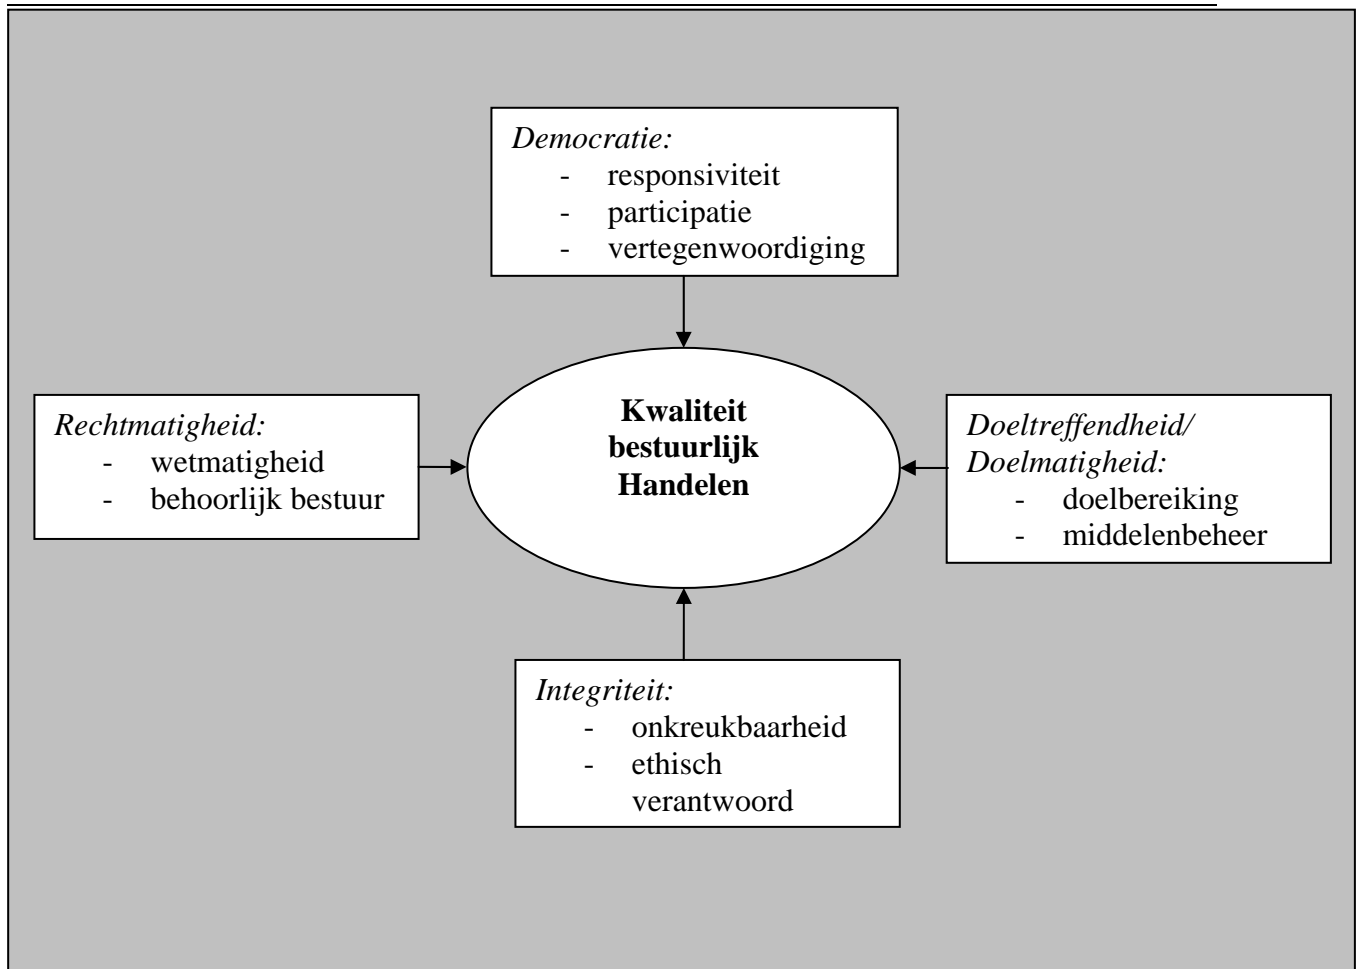 Democratie:
- responsiviteit
- participatie
- vertegenwoordiging
Rechtmatigheid:
- wetmatigheid
- behoorlijk bestuur
Kwaliteit
bestuurlijk
Handelen
Doeltreffendheid/
Doelmatigheid:
- doelbereiking
- middelenbeheer
Integriteit:
- onkreukbaarheid
- ethisch
verantwoord